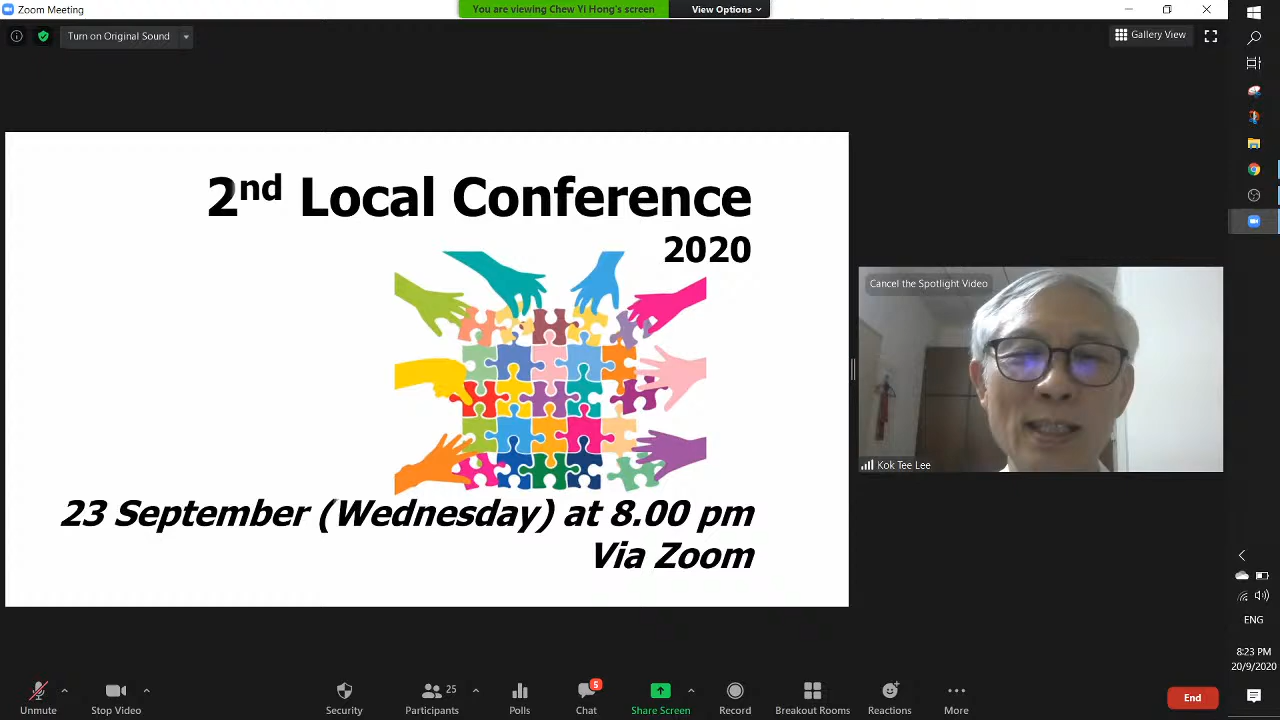 Zoom Meeting
You are viewing Chew YI Hong's screen
View Options
Turn on Original Sound
Gallery View
2nd Local Conference
2020
23 September (Wednesday) at 8.00 pm
Via Zoom
Cancel the Spotlight Video
Kok Tee Lee
ENG
8:23 PM
20/9/2020
Unmute
Stop Video
Security
25
Participants
Polls
5
Chat
Share Screen
Record
Breakout Rooms
Reactions
More
End